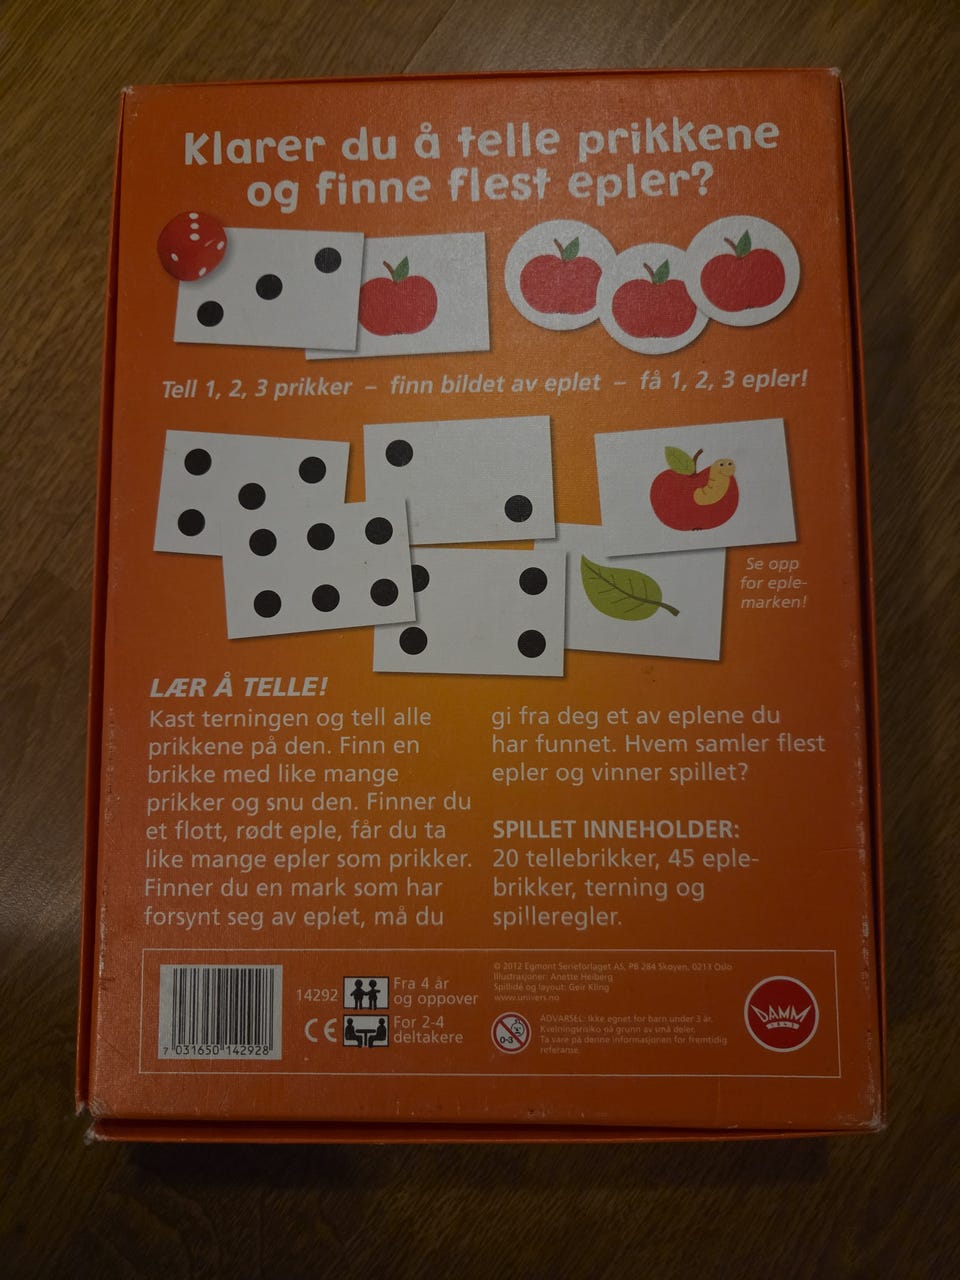 Klarer du å telle prikkene
og finne flest epler?
Tell 1, 2, 3 prikker – finn bildet av eplet – få 1, 2, 3 epler!
Se opp
for eple-
marken!
LÆR Å TELLE!
Kast terningen og tell alle
prikkene på den. Finn en
brikke med like mange
prikker og snu den. Finner du
et flott, rødt eple, får du ta
like mange epler som prikker.
Finner du en mark som har
forsynt seg av eplet, må du
gi fra deg et av eplene du
har funnet. Hvem samler flest
epler og vinner spillet?
SPILLET INNEHOLDER:
20 tellebrikker, 45 eple-
brikker, terning og
spilleregler.
7 031650 142928
14292
Fra 4 år
og oppover
CE
For 2-4
deltakere
© 2012 Egmont Serieforlaget AS, PB 284 Skøyen, 0213 Oslo
Illustrasjoner: Anette Heiberg
Spillidé og layout: Geir Kling
www.univers.no
0-3
ADVARSEL: Ikke egnet for barn under 3 år.
Kvelningsrisiko på grunn av små deler.
Ta vare på denne informasjonen for fremtidig
referanse.
DAMM